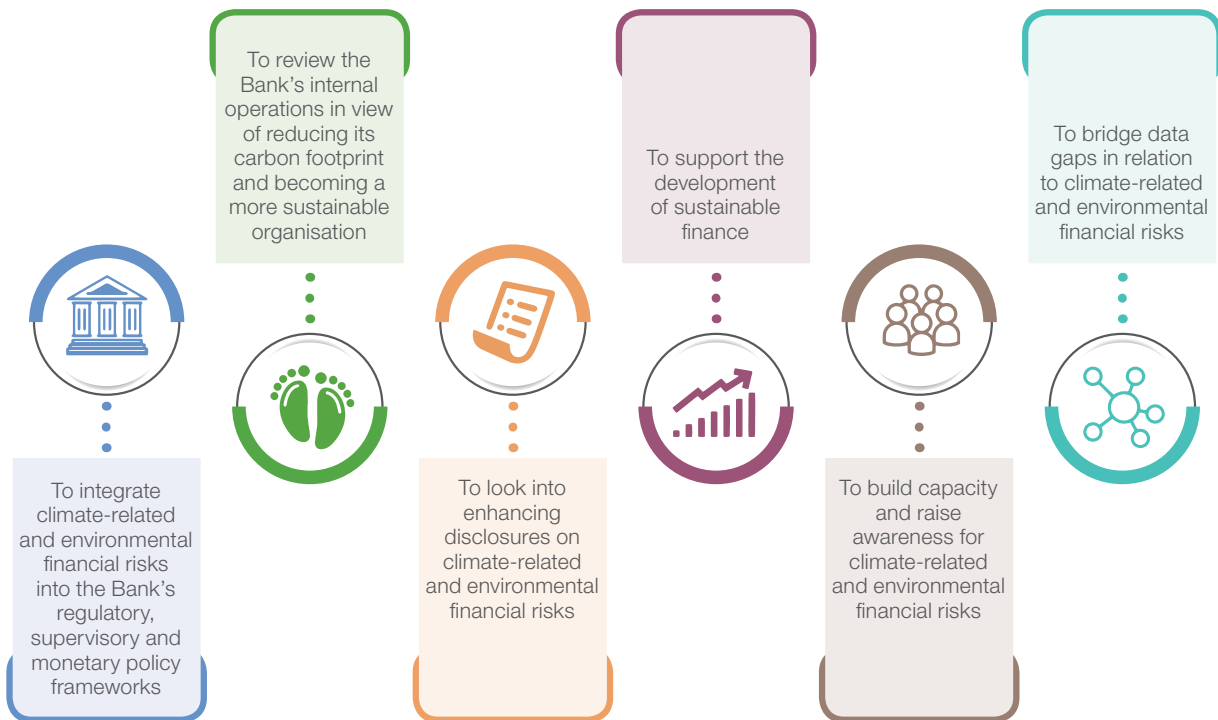 To integrate
climate-related
and environmental
financial risks
into the Bank's
regulatory,
supervisory and
monetary policy
frameworks
To review the
Bank's internal
operations in view
of reducing its
carbon footprint
and becoming a
more sustainable
organisation
To look into
enhancing
disclosures on
climate-related
and environmental
financial risks
To support the
development
of sustainable
finance
To build capacity
and raise
awareness for
climate-related
and environmental
financial risks
To bridge data
gaps in relation
to climate-related
and environmental
financial risks